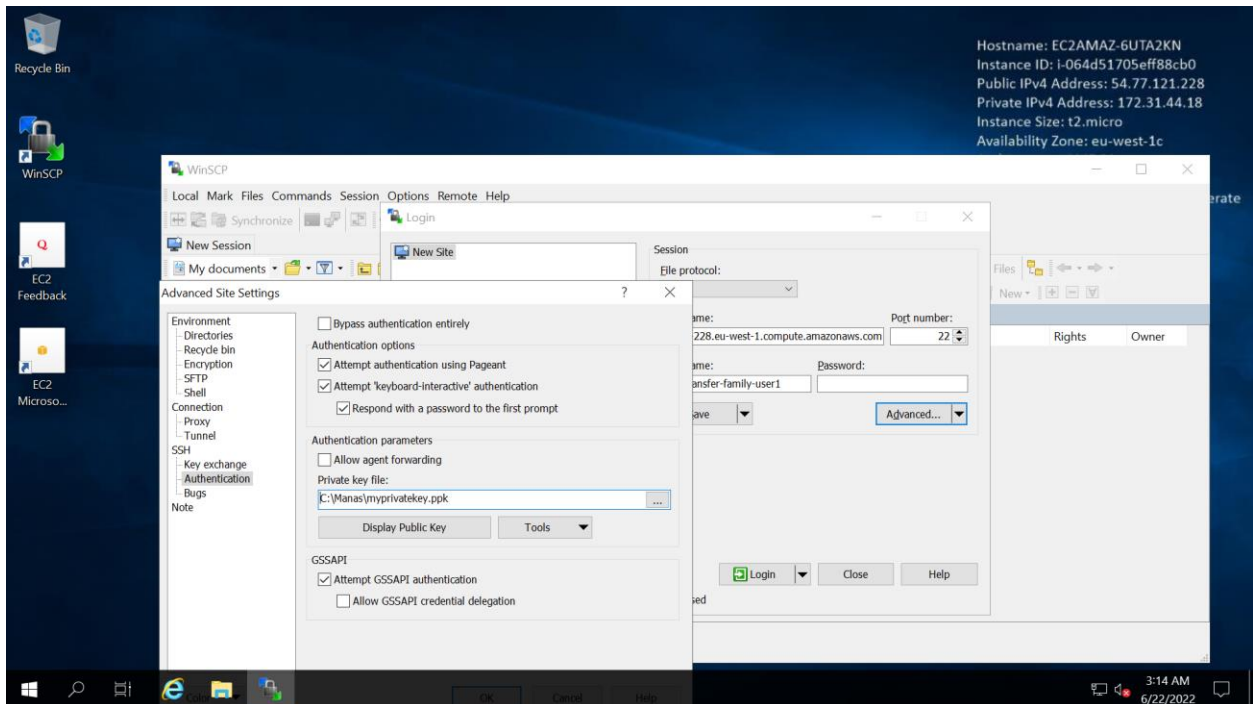 Recycle Bin
WinSCP
EC2
Feedback
EC2
Microso...
Hostname: EC2AMAZ-6UTA2KN
Instance ID: i-064d51705eff88cb0
Public IPv4 Address: 54.77.121.228
Private IPv4 Address: 172.31.44.18
Instance Size: t2.micro
Availability Zone: eu-west-1c
erate
WinSCP
Local Mark Files Commands Session Options Remote Help
Synchronize
New Session
My documents
Files
New
Rights Owner
Login
New Site
Session
File protocol:
ame: Port number:
228.eu-west-1.compute.amazonaws.com 22
ame: Password:
ansfer-family-user1
ave Advanced...
Login Close Help
sed
Advanced Site Settings ?
Environment
Directories
Recycle bin
Encryption
SFTP
Shell
Connection
Proxy
Tunnel
SSH
Key exchange
Authentication
Bugs
Note
Bypass authentication entirely
Authentication options
Attempt authentication using Pageant
Attempt 'keyboard-interactive' authentication
Respond with a password to the first prompt
Authentication parameters
Allow agent forwarding
Private key file:
C:\Manas\myprivatekey.ppk ...
Display Public Key Tools
GSSAPI
Attempt GSSAPI authentication
Allow GSSAPI credential delegation
OK Cancel Help
3:14 AM
6/22/2022